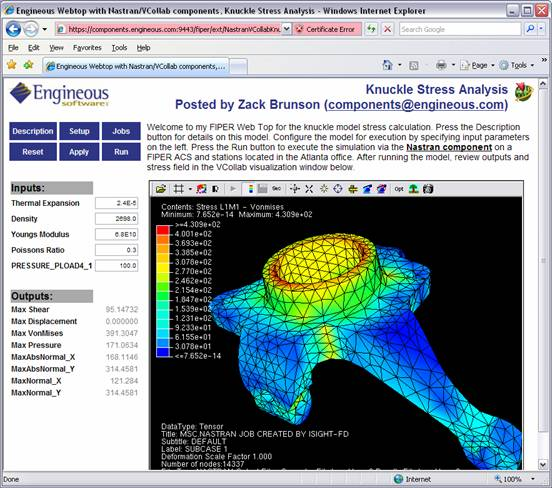 Engineous Webtop with Nastran/VCollab components, Knuckle Stress Analysis - Windows Internet Explorer
https://components.engineous.com:9443/fiper/ext/NastranVCollabKnu
Certificate Error
Google
File Edit View Favorites Tools Help
Engineous Webtop with Nastran/VCollab components, ...
Page Tools
Engineous
software
Knuckle Stress Analysis
Posted by Zack Brunson (components@engineous.com)
Description Setup Jobs
Reset Apply Run
Welcome to my FIPER Web Top for the knuckle model stress calculation. Press the Description
button for details on this model. Configure the model for execution by specifying input parameters
on the left. Press the Run button to execute the simulation via the Nastran component on a
FIPER ACS and stations located in the Atlanta office. After running the model, review outputs and
stress field in the VCollab visualization window below.
Inputs:
Thermal Expansion 2.4E-5
Density 2698.0
Youngs Modulus 6.8E10
Poissons Ratio 0.3
PRESSURE_PLOAD4_1 100.0
Outputs:
Max Shear 95.14732
Max Displacement 0.000000
Max VonMises 391.3047
Max Pressure 171.0634
MaxAbsNormal_X 168.1146
MaxAbsNormal_Y 314.4581
MaxNormal_X 121.284
MaxNormal_Y 314.4581
Sec
Opt
Contents: Stress L1M1 - Vonmises
Minimum: 7.652e-14 Maximum: 4.309e+02
>=4.309e+02
4.001e+02
3.693e+02
3.385e+02
3.078e+02
2.770e+02
2.462e+02
2.154e+02
1.847e+02
1.539e+02
1.231e+02
9.233e+01
6.155e+01
3.078e+01
<=7.652e-14
DataType: Tensor
Title: MSC.NASTRAN JOB CREATED BY ISIGHT-FD
Subtitle: DEFAULT
Label: SUBCASE 1
Deformation Scale Factor 1.000
Number of nodes:14337
Done
Internet
100%